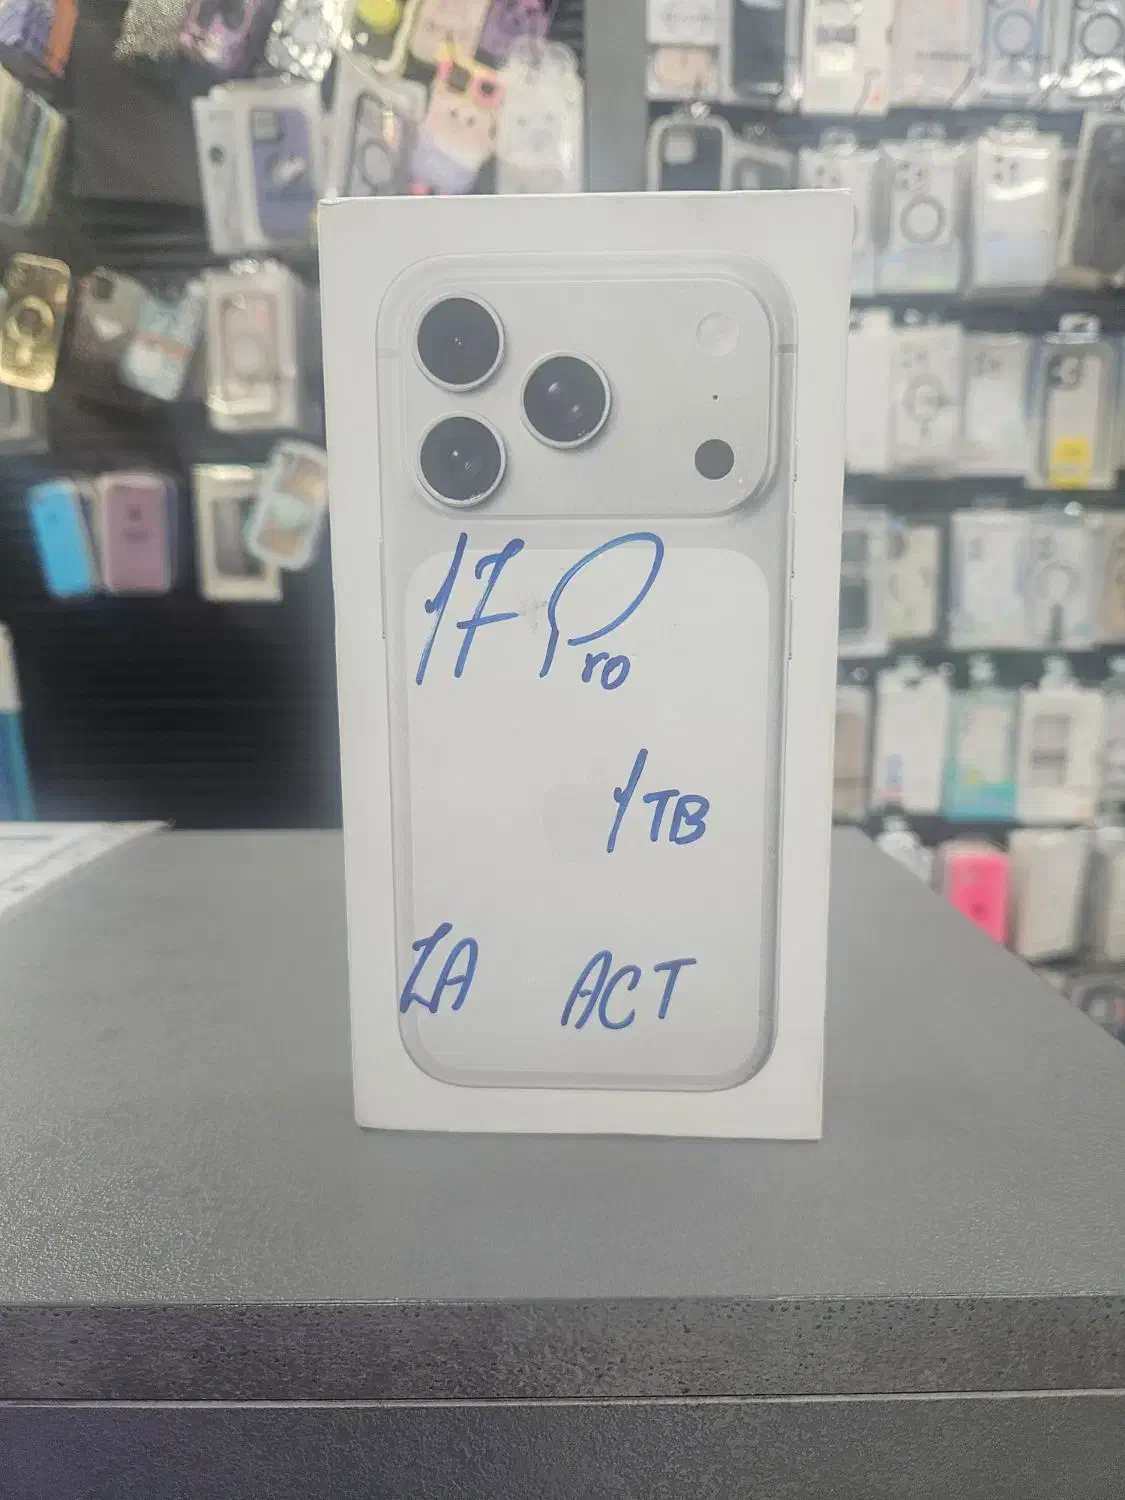 17 Pro
1TB
ZA ACT